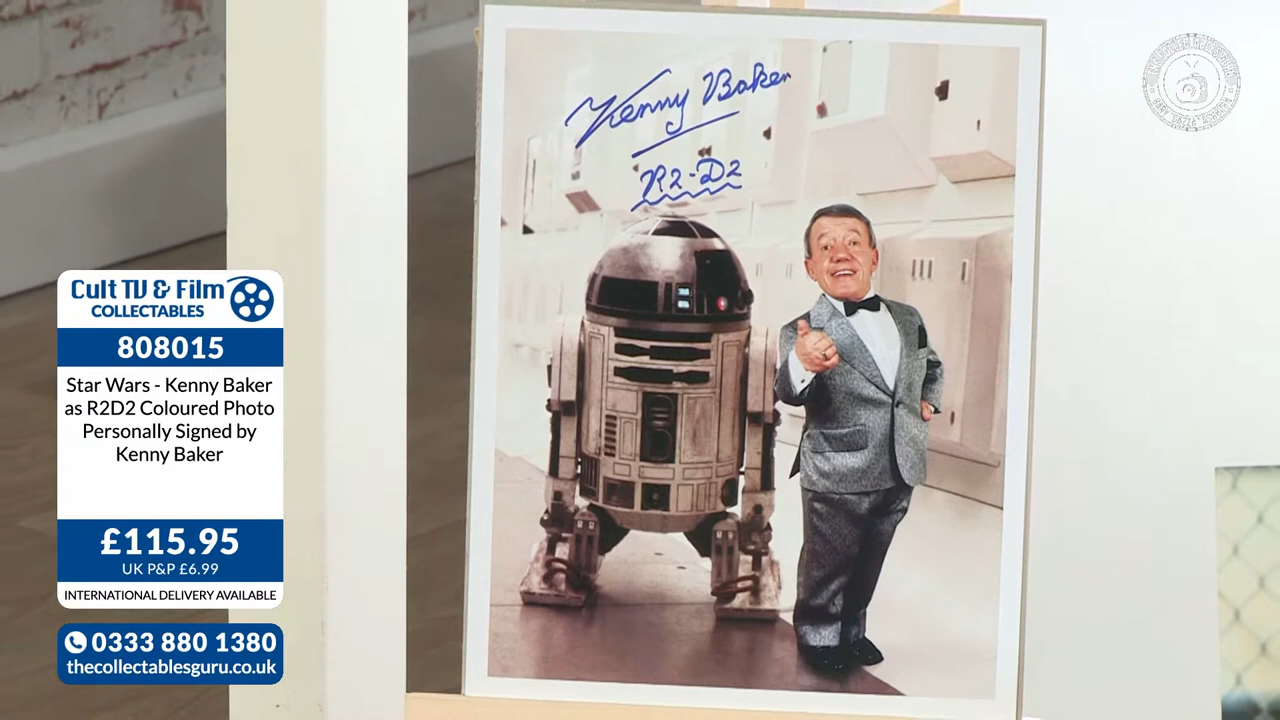 Kenny Baker
R2-D2
Cult TV & Film
COLLECTABLES
808015
Star Wars - Kenny Baker
as R2D2 Coloured Photo
Personally Signed by
Kenny Baker
£115.95
UK P&P £6.99
INTERNATIONAL DELIVERY AVAILABLE
0333 880 1380
thecollectablesguru.co.uk